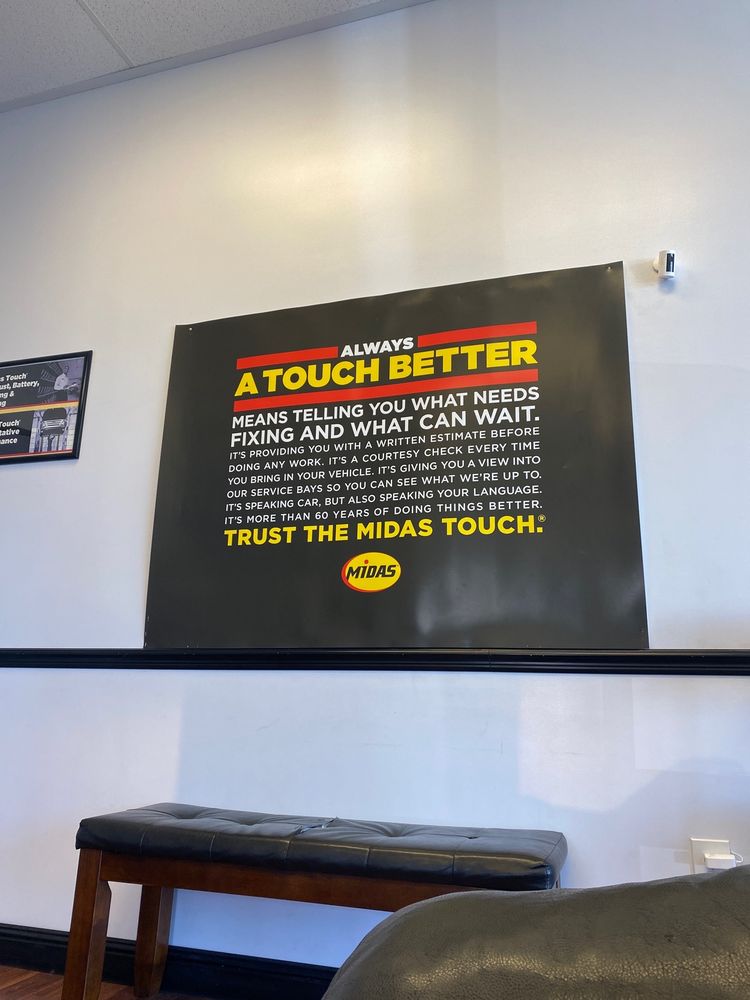 ALWAYS
A TOUCH BETTER
MEANS TELLING YOU WHAT NEEDS
FIXING AND WHAT CAN WAIT.
IT'S PROVIDING YOU WITH A WRITTEN ESTIMATE BEFORE
DOING ANY WORK. IT'S A COURTESY CHECK EVERY TIME
YOU BRING IN YOUR VEHICLE. IT'S GIVING YOU A VIEW INTO
OUR SERVICE BAYS SO YOU CAN SEE WHAT WE'RE UP TO.
IT'S SPEAKING CAR, BUT ALSO SPEAKING YOUR LANGUAGE.
IT'S MORE THAN 60 YEARS OF DOING THINGS BETTER.
TRUST THE MIDAS TOUCH.®
MIDAS
Touch
Battery,
&
Touch